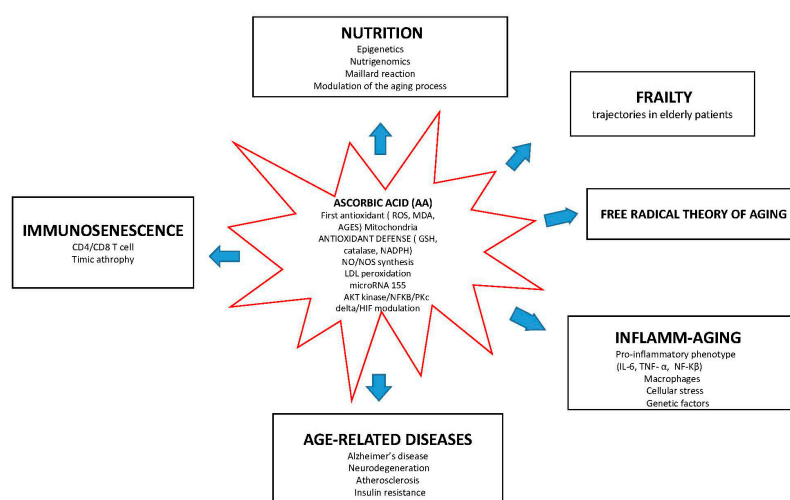 NUTRITION
Epigenetics
Nutrigenomics
Maillard reaction
Modulation of the aging process
FRAILTY
trajectories in elderly patients
ASCORBIC ACID (AA)
First antioxidant ( ROS, MDA,
AGES) Mitochondria
ANTIOXIDANT DEFENSE ( GSH,
catalase, NADPH)
NO/NOS synthesis
LDL peroxidation
microRNA 155
AKT kinase/NFKB/PKc
delta/HIF modulation
IMMUNOSENESCENCE
CD4/CD8 T cell
Timic athrophy
FREE RADICAL THEORY OF AGING
INFLAMM-AGING
Pro-inflammatory phenotype
(IL-6, TNF- α, NF-Kβ)
Macrophages
Cellular stress
Genetic factors
AGE-RELATED DISEASES
Alzheimer's disease
Neurodegeneration
Atherosclerosis
Insulin resistance